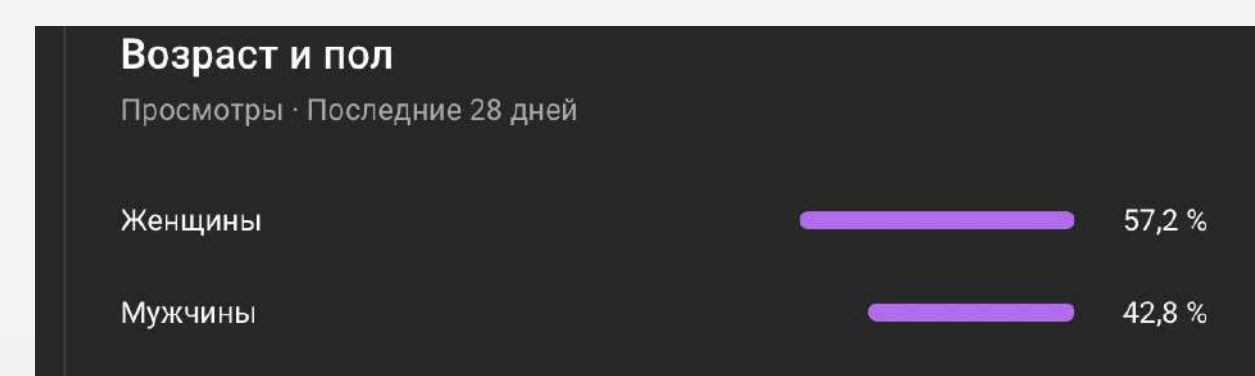 Возраст и пол
Просмотры · Последние 28 дней
Женщины 57,2 %
Мужчины 42,8 %